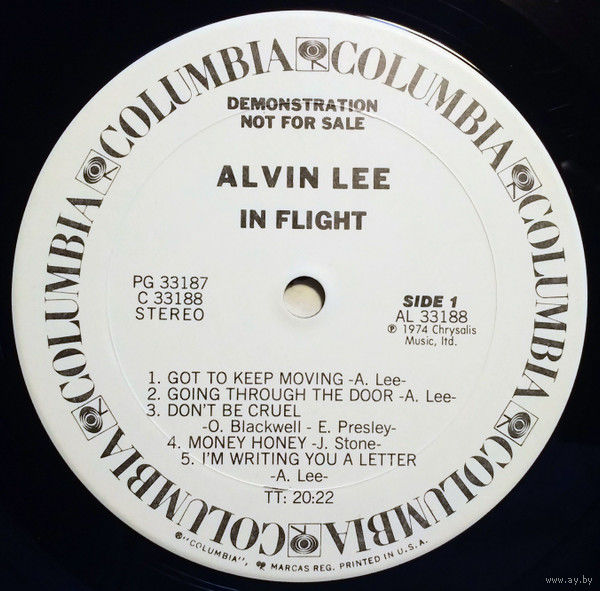 COLUMBIA COLUMBIA COLUMBIA COLUMBIA COLUMBIA COLUMBIA COLUMBIA COLUMBIA
DEMONSTRATION
NOT FOR SALE
ALVIN LEE
IN FLIGHT
PG 33187
C 33188
STEREO
SIDE 1
AL 33188
℗ 1974 Chrysalis
Music, ltd.
1. GOT TO KEEP MOVING -A. Lee-
2. GOING THROUGH THE DOOR -A. Lee-
3. DON'T BE CRUEL
-O. Blackwell - E. Presley-
4. MONEY HONEY -J. Stone-
5. I'M WRITING YOU A LETTER
-A. Lee-
TT: 20:22
®"COLUMBIA", MARCAS REG. PRINTED IN U.S.A.
www.ay.by